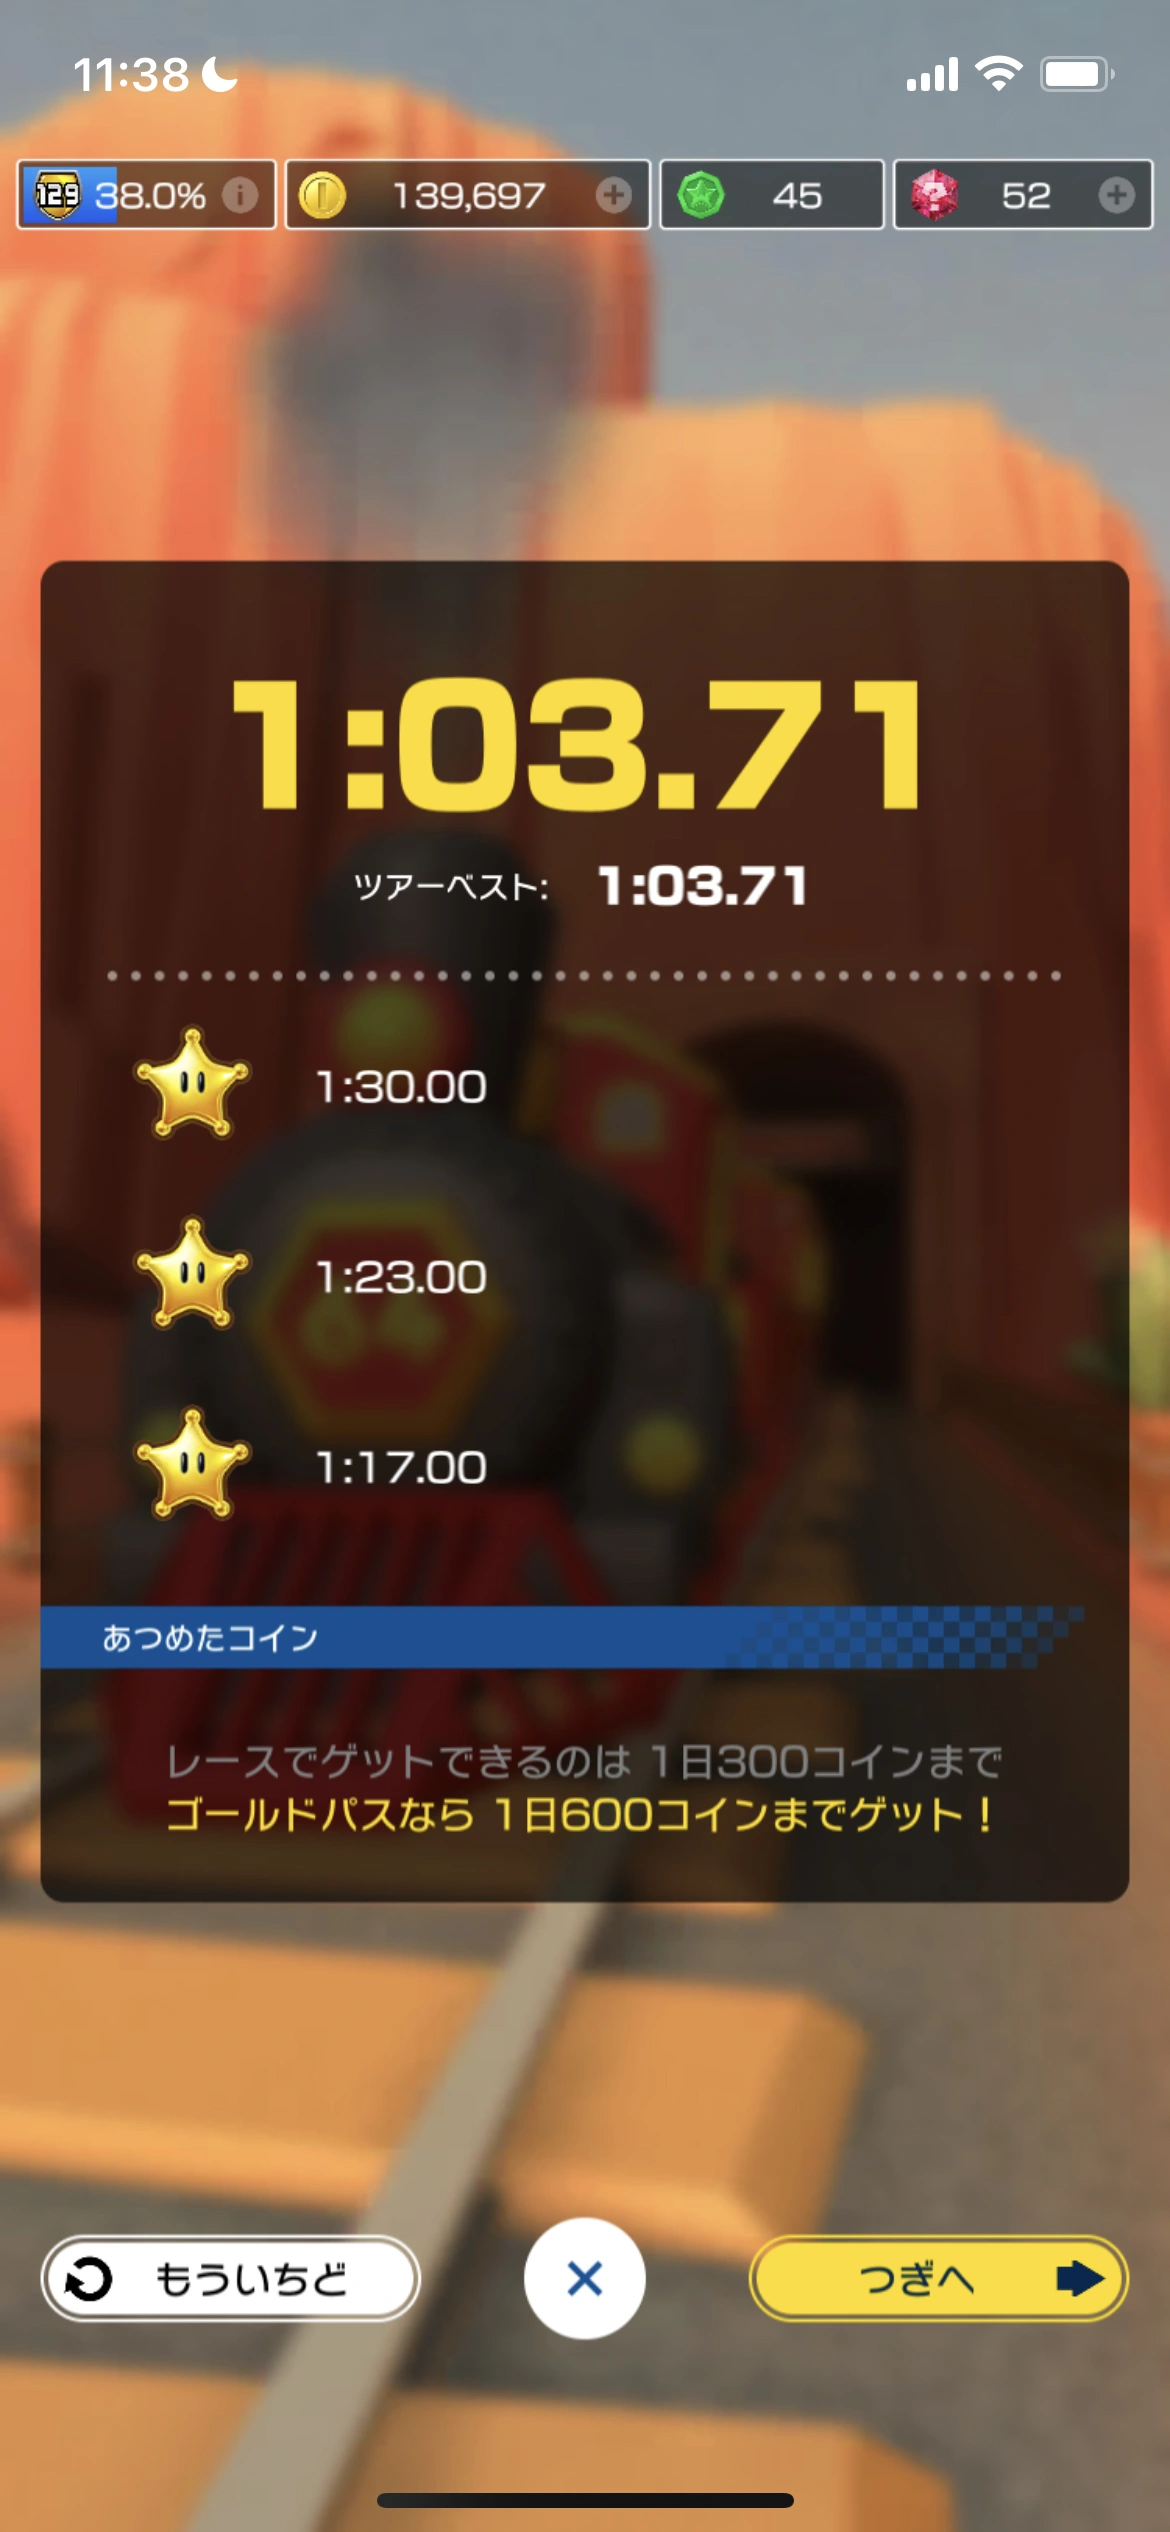 11:38
129 38.0% i 139,697 + 45 ? 52 +
1:03.71
ツアーベスト: 1:03.71
1:30.00
1:23.00
1:17.00
64
あつめたコイン
レースでゲットできるのは 1日300コインまで
ゴールドパスなら 1日600コインまでゲット!
もういちど × つぎへ